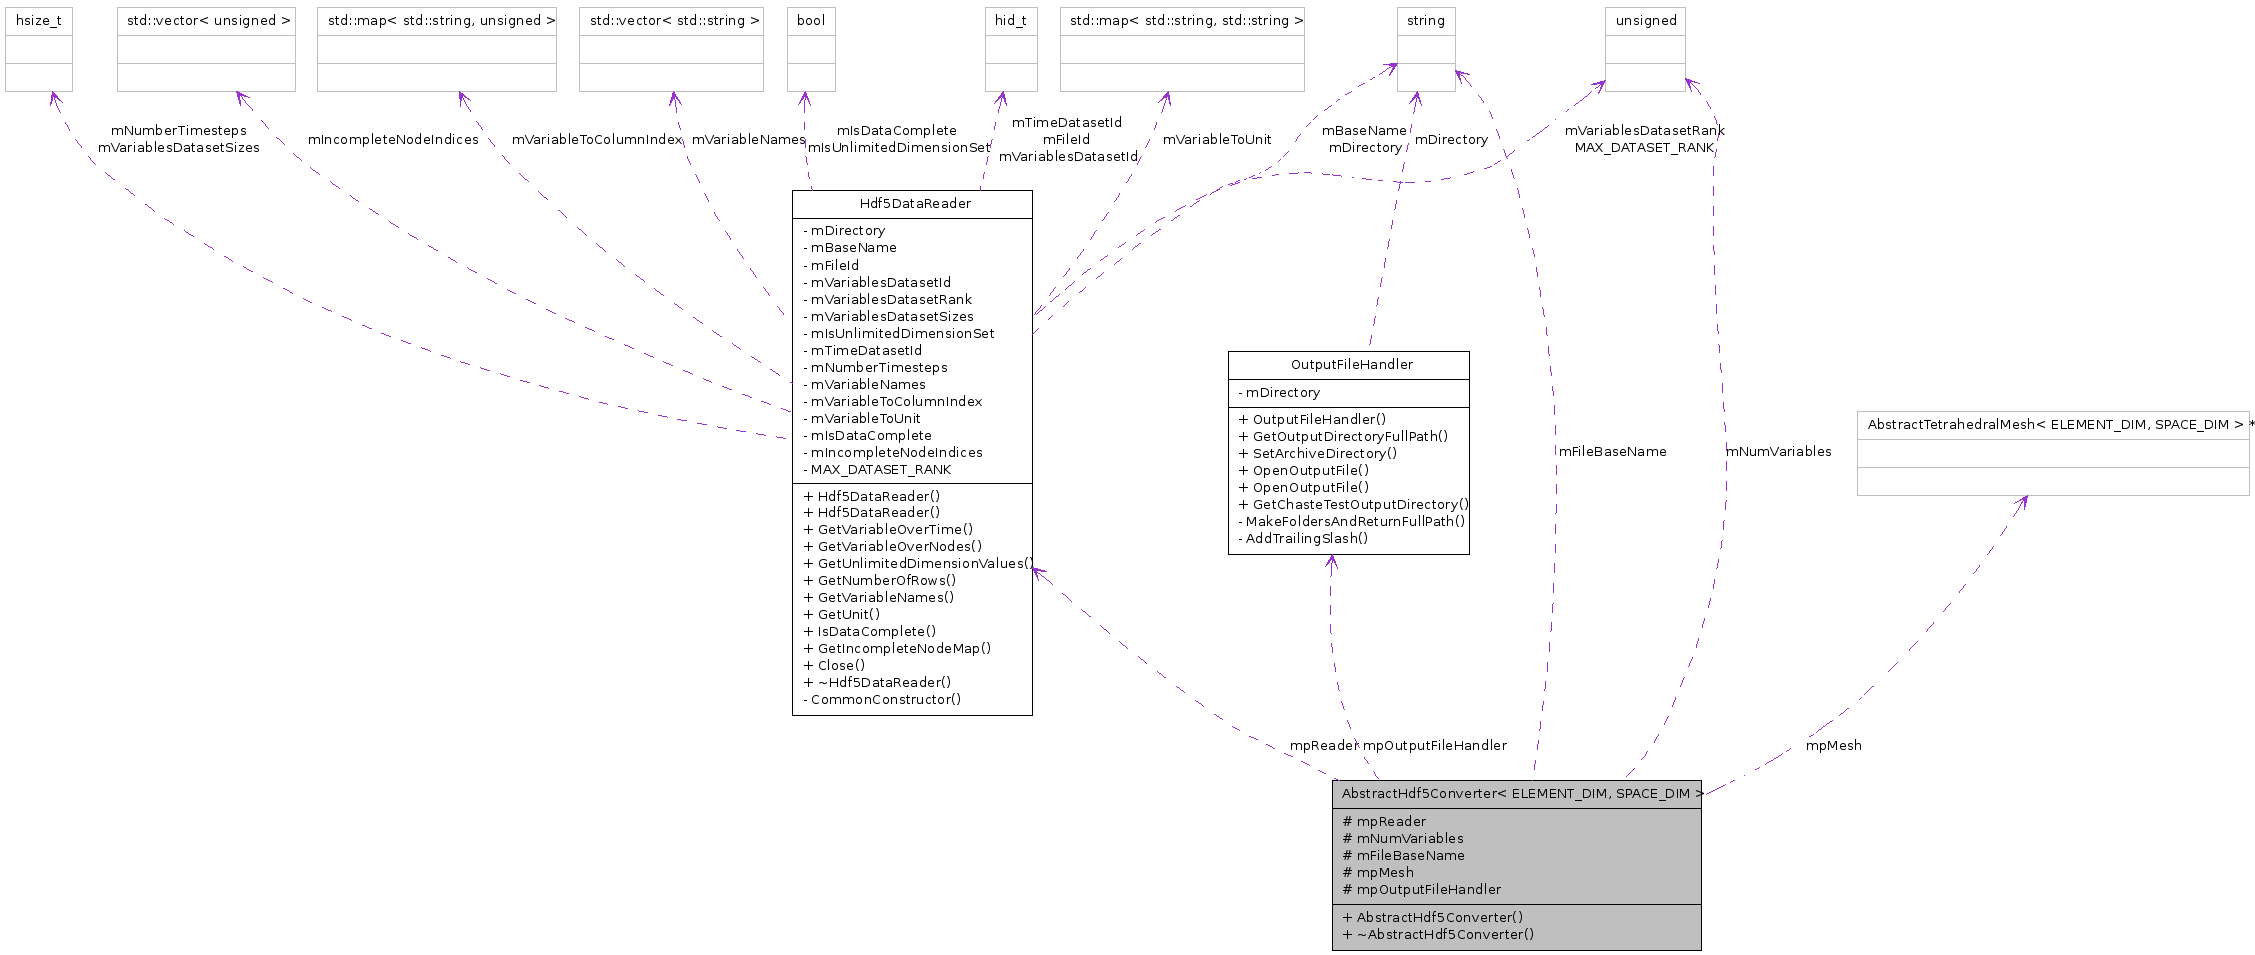 hsize_t
std::vector< unsigned >
std::map< std::string, unsigned >
std::vector< std::string >
bool
hid_t
std::map< std::string, std::string >
string
unsigned
mNumberTimesteps
mVariablesDatasetSizes
mIncompleteNodeIndices
mVariableToColumnIndex
mVariableNames
mIsDataComplete
mIsUnlimitedDimensionSet
mTimeDatasetId
mFileId
mVariablesDatasetId
mVariableToUnit
mBaseName
mDirectory
mDirectory
mVariablesDatasetRank
MAX_DATASET_RANK
Hdf5DataReader
- mDirectory
- mBaseName
- mFileId
- mVariablesDatasetId
- mVariablesDatasetRank
- mVariablesDatasetSizes
- mIsUnlimitedDimensionSet
- mTimeDatasetId
- mNumberTimesteps
- mVariableNames
- mVariableToColumnIndex
- mVariableToUnit
- mIsDataComplete
- mIncompleteNodeIndices
- MAX_DATASET_RANK
+ Hdf5DataReader()
+ Hdf5DataReader()
+ GetVariableOverTime()
+ GetVariableOverNodes()
+ GetUnlimitedDimensionValues()
+ GetNumberOfRows()
+ GetVariableNames()
+ GetUnit()
+ IsDataComplete()
+ GetIncompleteNodeMap()
+ Close()
+ ~Hdf5DataReader()
- CommonConstructor()
OutputFileHandler
- mDirectory
+ OutputFileHandler()
+ GetOutputDirectoryFullPath()
+ SetArchiveDirectory()
+ OpenOutputFile()
+ OpenOutputFile()
+ GetChasteTestOutputDirectory()
- MakeFoldersAndReturnFullPath()
- AddTrailingSlash()
mFileBaseName
mNumVariables
AbstractTetrahedralMesh< ELEMENT_DIM, SPACE_DIM > *
mpReader
mpOutputFileHandler
mpMesh
AbstractHdf5Converter< ELEMENT_DIM, SPACE_DIM >
# mpReader
# mNumVariables
# mFileBaseName
# mpMesh
# mpOutputFileHandler
+ AbstractHdf5Converter()
+ ~AbstractHdf5Converter()